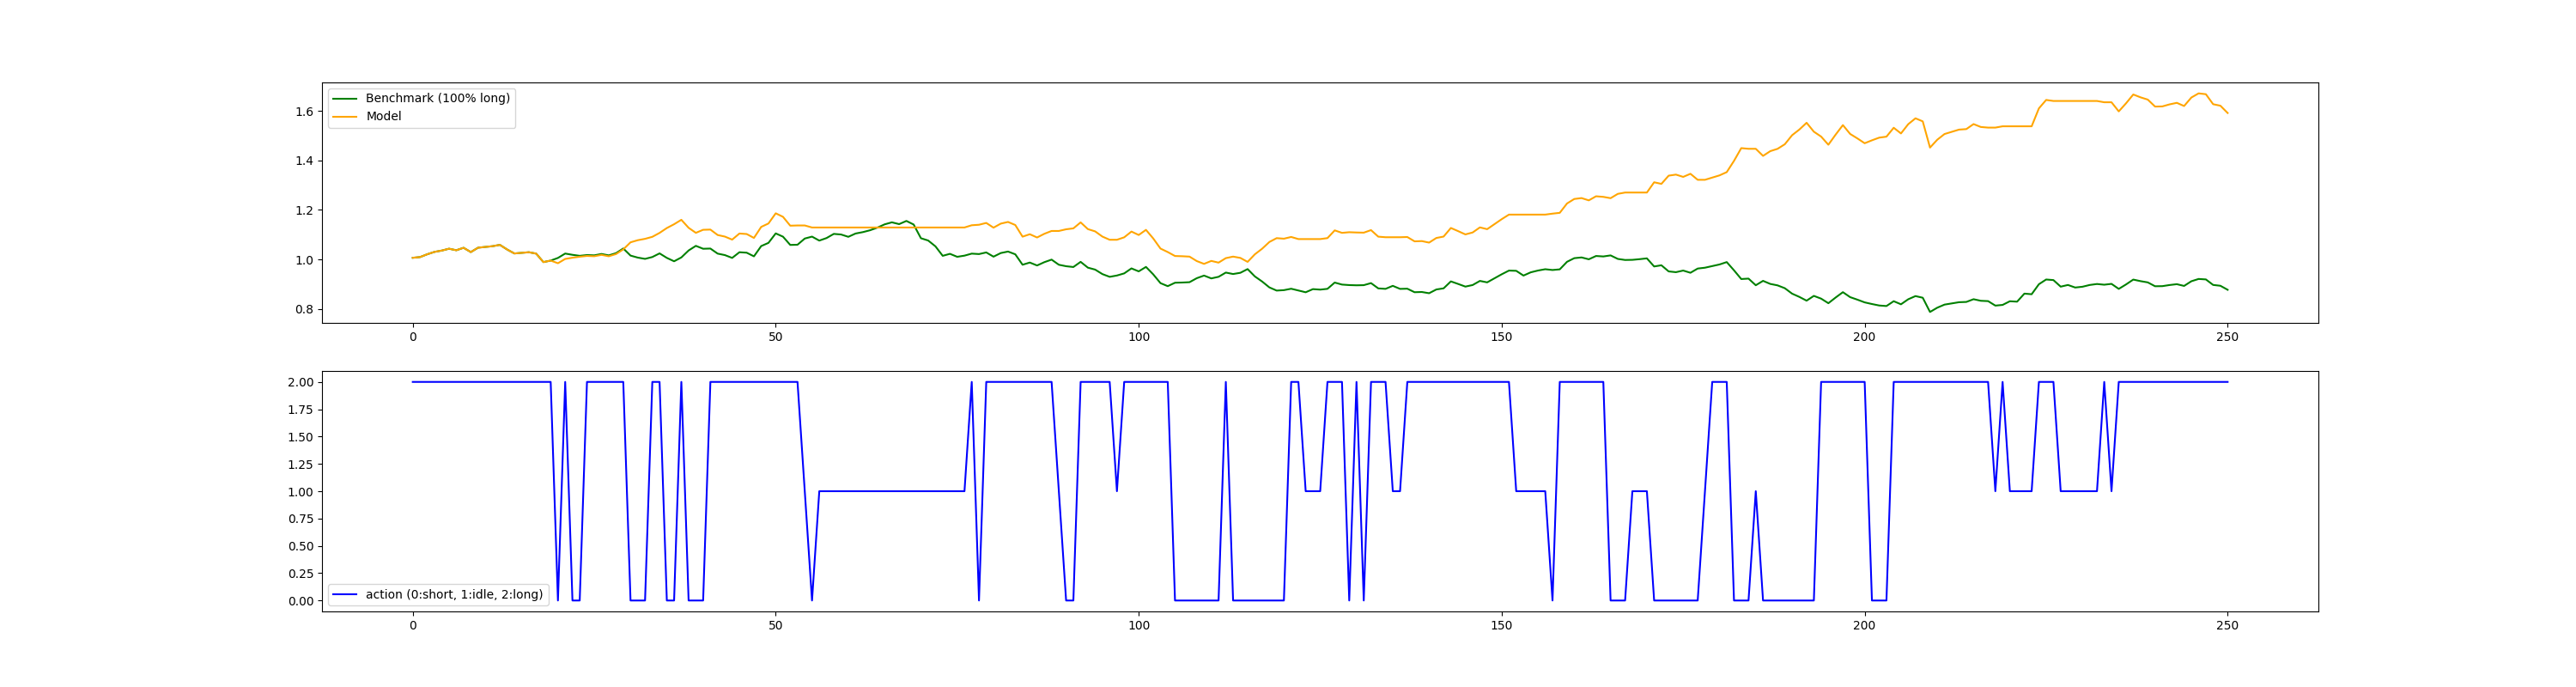 Benchmark (100% long)
Model
1.6
1.4
1.2
1.0
0.8
0 50 100 150 200 250
2.00
1.75
1.50
1.25
1.00
0.75
0.50
0.25
0.00
action (0:short, 1:idle, 2:long)
0 50 100 150 200 250